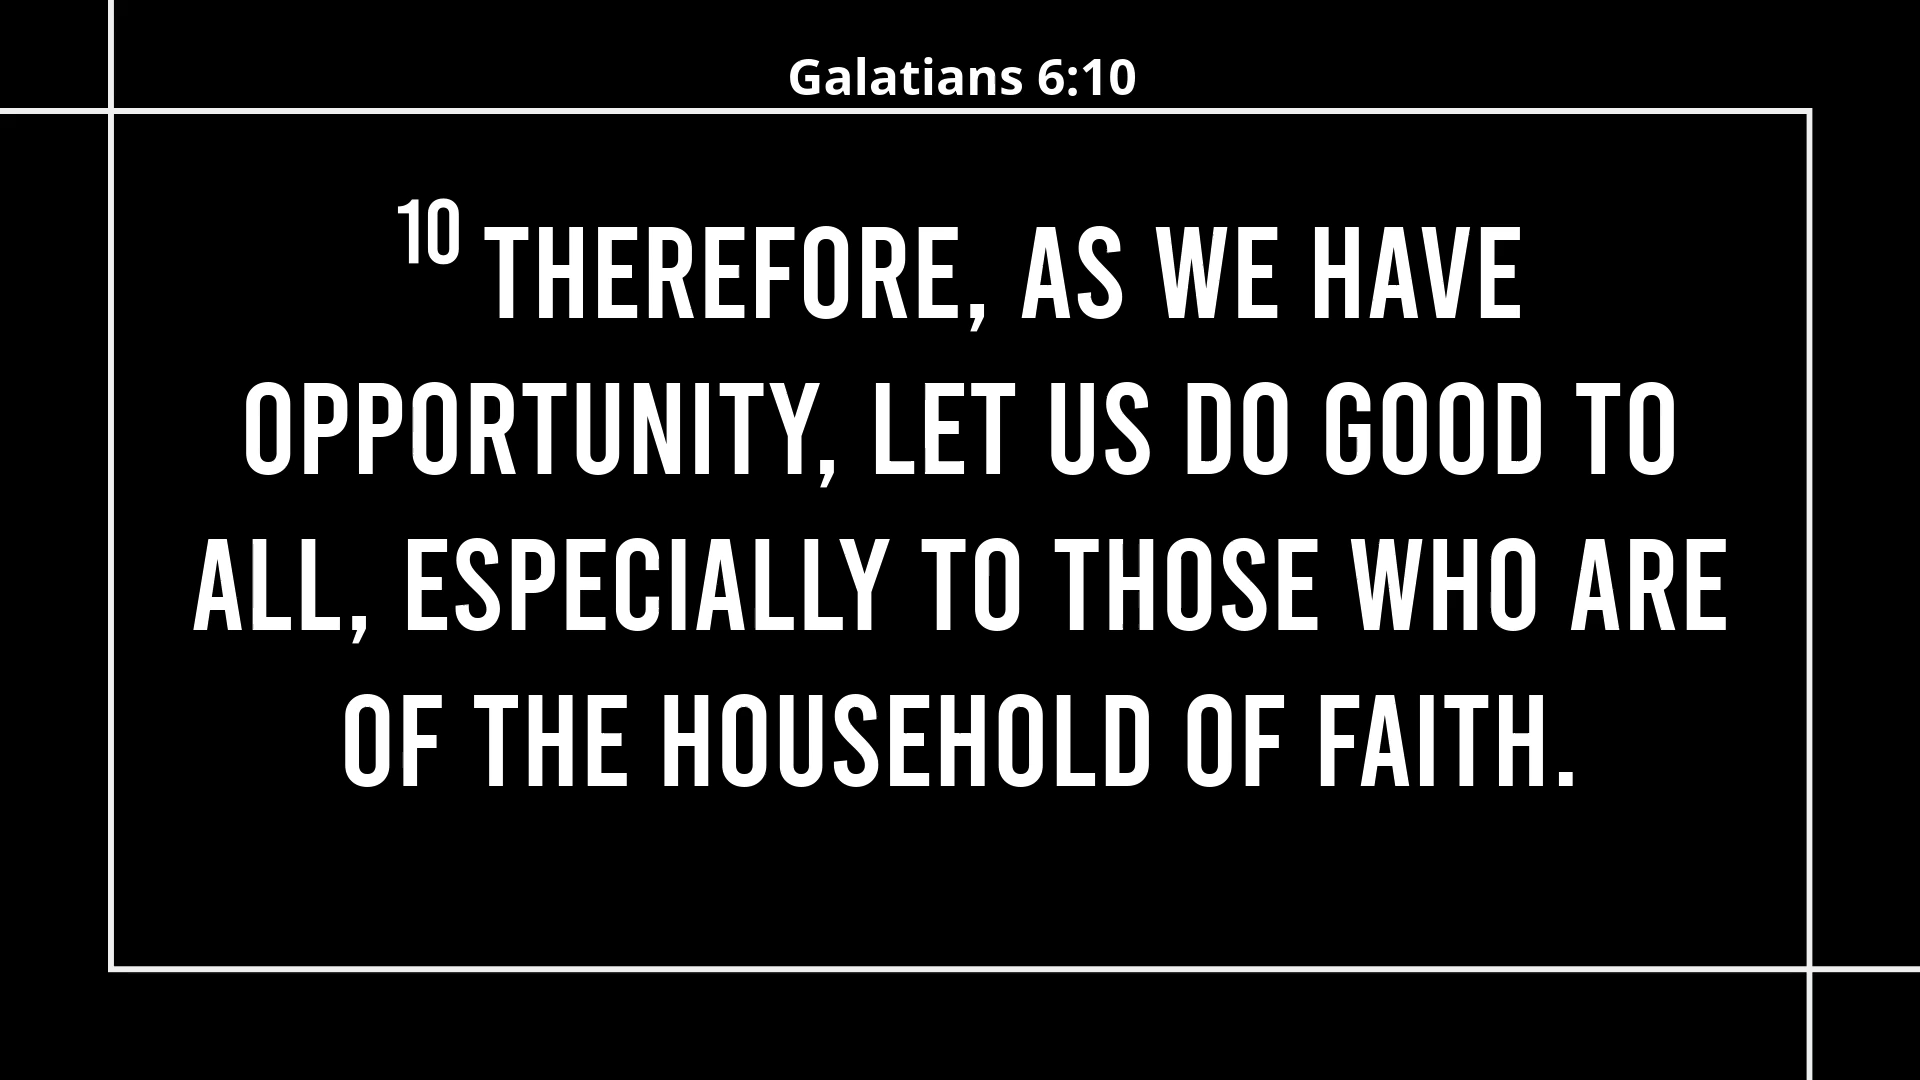 Galatians 6:10
10 THEREFORE, AS WE HAVE
OPPORTUNITY, LET US DO GOOD TO
ALL, ESPECIALLY TO THOSE WHO ARE
OF THE HOUSEHOLD OF FAITH.